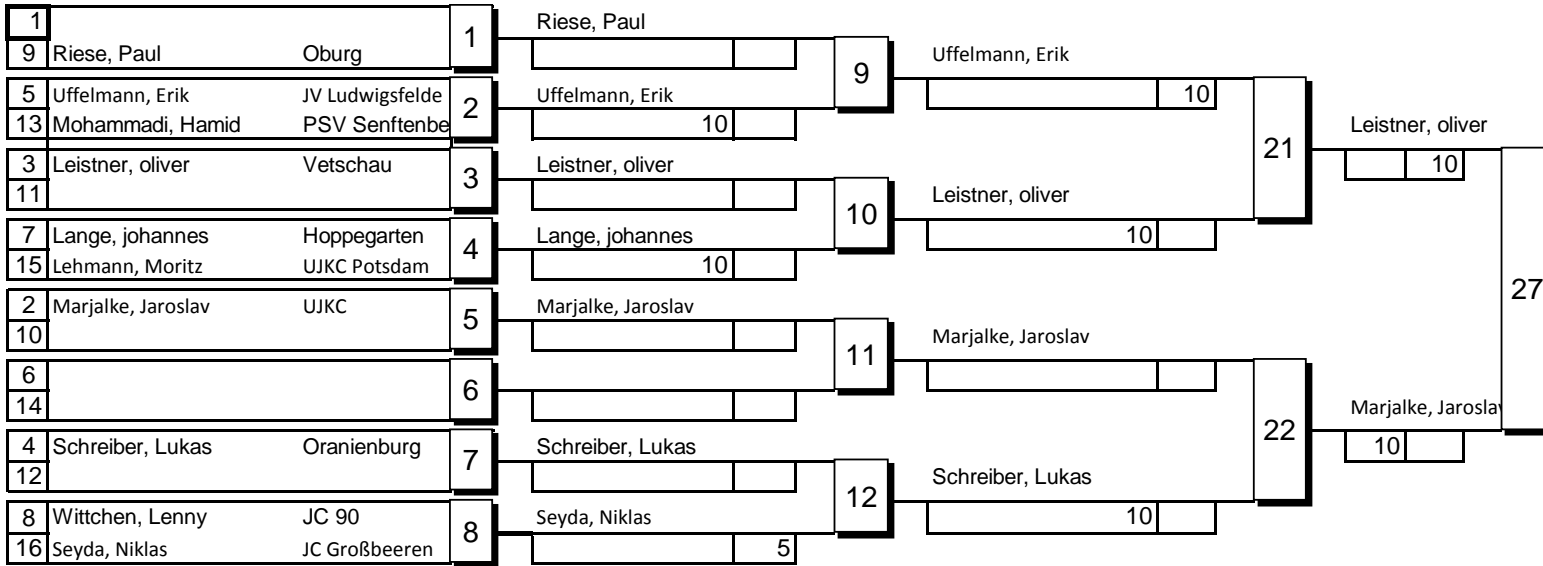 1
9 Riese, Paul Oburg 1 Riese, Paul
5 Uffelmann, Erik JV Ludwigsfelde 2 Uffelmann, Erik 10
13 Mohammadi, Hamid PSV Senftenbe
9 Uffelmann, Erik 10
3 Leistner, oliver Vetschau 3 Leistner, oliver
11
7 Lange, johannes Hoppegarten 4 Lange, johannes 10
15 Lehmann, Moritz UJKC Potsdam
10 Leistner, oliver 10
21 Leistner, oliver 10
2 Marjalke, Jaroslav UJKC 5 Marjalke, Jaroslav
10
6 6
14
11 Marjalke, Jaroslav
4 Schreiber, Lukas Oranienburg 7 Schreiber, Lukas
12
8 Wittchen, Lenny JC 90 8 Seyda, Niklas 5
16 Seyda, Niklas JC Großbeeren
12 Schreiber, Lukas 10
22 Marjalke, Jaroslav 10
27